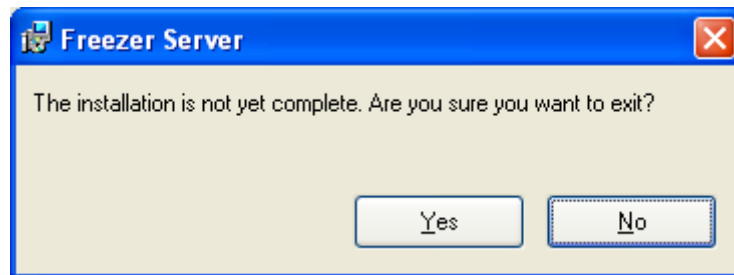 Freezer Server
The installation is not yet complete. Are you sure you want to exit?
Yes
No